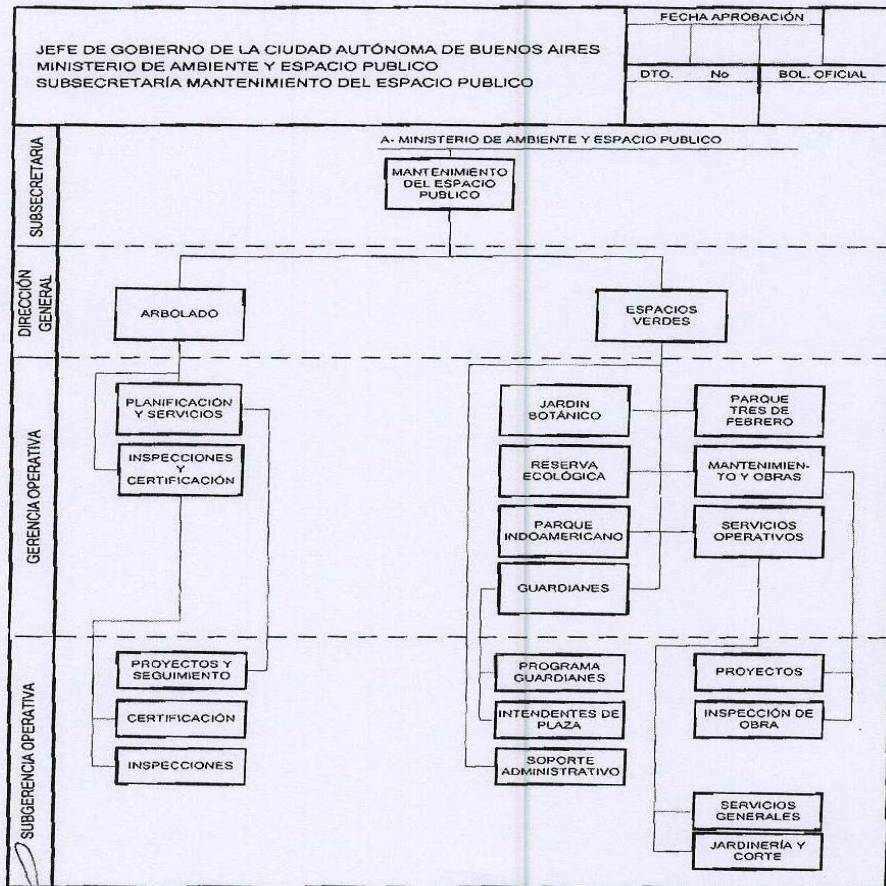 JEFE DE GOBIERNO DE LA CIUDAD AUTÓNOMA DE BUENOS AIRES
MINISTERIO DE AMBIENTE Y ESPACIO PUBLICO
SUBSECRETARÍA MANTENIMIENTO DEL ESPACIO PUBLICO
FECHA APROBACIÓN
DTO. No BOL. OFICIAL
SUBSECRETARIA
A- MINISTERIO DE AMBIENTE Y ESPACIO PUBLICO
MANTENIMIENTO
DEL ESPACIO
PUBLICO
DIRECCIÓN
GENERAL
ARBOLADO
ESPACIOS
VERDES
GERENCIA OPERATIVA
PLANIFICACIÓN
Y SERVICIOS
INSPECCIONES
Y
CERTIFICACIÓN
JARDIN
BOTÁNICO
PARQUE
TRES DE
FEBRERO
RESERVA
ECOLÓGICA
MANTENIMIEN-
TO Y OBRAS
PARQUE
INDOAMERICANO
SERVICIOS
OPERATIVOS
GUARDIANES
SUBGERENCIA OPERATIVA
PROYECTOS Y
SEGUIMIENTO
CERTIFICACIÓN
INSPECCIONES
PROGRAMA
GUARDIANES
INTENDENTES DE
PLAZA
SOPORTE
ADMINISTRATIVO
PROYECTOS
INSPECCIÓN DE
OBRA
SERVICIOS
GENERALES
JARDINERÍA Y
CORTE